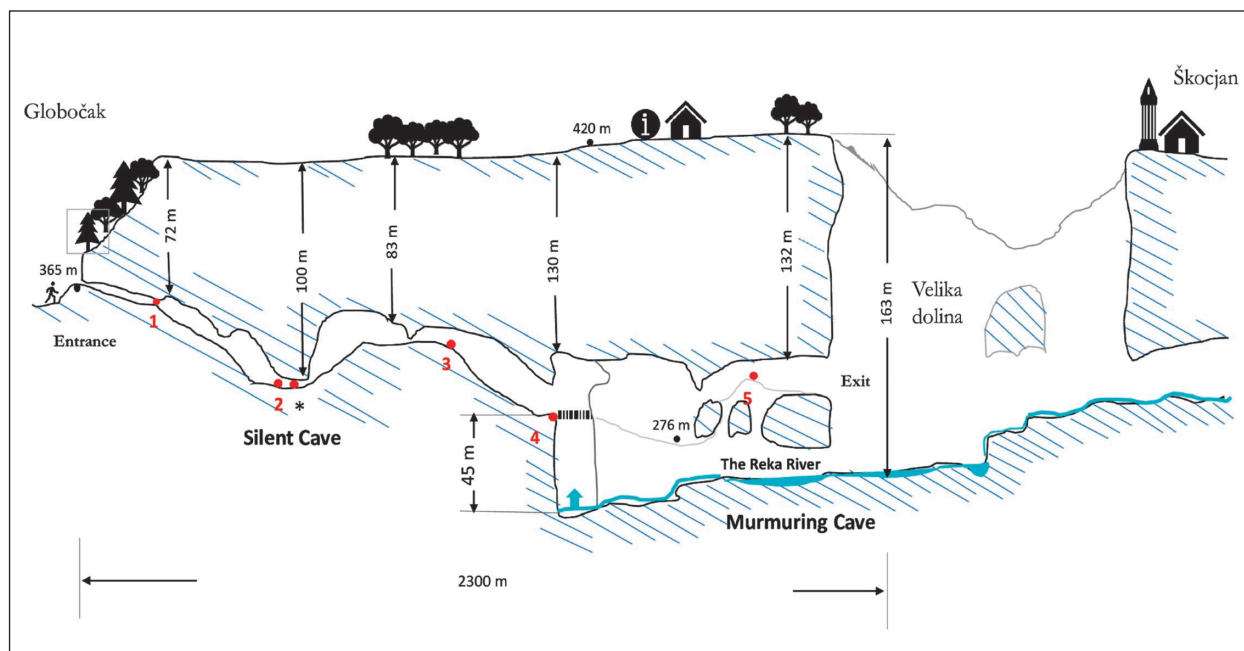 Škocjan
Globočak
i
420 m
72 m
100 m
83 m
130 m
132 m
163 m
365 m
Velika
dolina
1
Entrance
3
5
Exit
2
*
Silent Cave
4
276 m
45 m
The Reka River
Murmuring Cave
2300 m